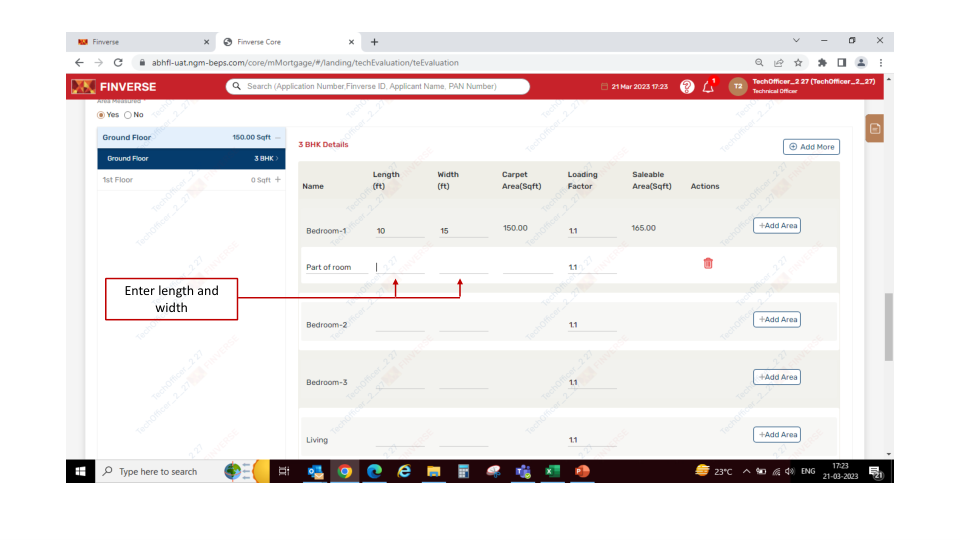 Finverse
Finverse Core
abhfl-uat.ngm-beps.com/core/mMortgage/#/landing/techEvaluation/teEvaluation
FINVERSE
Search (Application Number,Finverse ID, Applicant Name, PAN Number)
21 Mar 2023 17:23
T2
TechOfficer_2 27 (TechOfficer_2_27)
Technical Officer
Area Measured *
Yes
No
Ground Floor
150.00 Sqft
Ground Floor
3 BHK
1st Floor
0 Sqft
3 BHK Details
Add More
Name
Length (ft)
Width (ft)
Carpet Area(Sqft)
Loading Factor
Saleable Area(Sqft)
Actions
Bedroom-1
10
15
150.00
1.1
165.00
+Add Area
Part of room
1.1
Enter length and
width
Bedroom-2
1.1
+Add Area
Bedroom-3
1.1
+Add Area
Living
1.1
+Add Area
Type here to search
23°C
ENG
17:23
21-03-2023